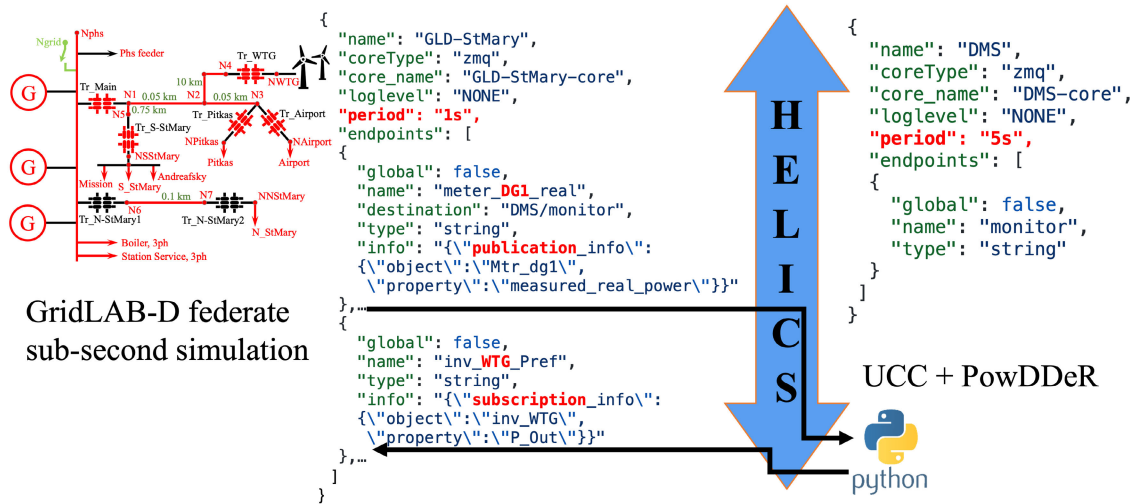 Nphs
Ngrid
Phs feeder
Tr_WTG
N4
NWTG
10 km
Tr_Main
N1
0.05 km
N2
0.05 km
N3
N5
0.75 km
Tr_S-StMary
Tr_Pitkas
Tr_Airport
G
NPitkas
NAirport
NSStMary
Pitkas
Airport
Mission
S_StMary
Andreafsky
G
0.1 km
N7
NNStMary
N6
Tr_N-StMary1
Tr_N-StMary2
G
N_StMary
Boiler, 3ph
Station Service, 3ph
GridLAB-D federate
sub-second simulation
{
"name": "GLD-StMary",
"coreType": "zmq",
"core_name": "GLD-StMary-core",
"loglevel": "NONE",
"period": "1s",
"endpoints": [
{
"global": false,
"name": "meter_DG1_real",
"destination": "DMS/monitor",
"type": "string",
"info": "{\"publication_info\":
{\"object\":\"Mtr_dg1\",
\"property\":\"measured_real_power\"}}"
},…
{
"global": false,
"name": "inv_WTG_Pref",
"type": "string",
"info": "{\"subscription_info\":
{\"object\":\"inv_WTG\",
\"property\":\"P_Out\"}}"
},…
]
}
HELICS
{
"name": "DMS",
"coreType": "zmq",
"core_name": "DMS-core",
"loglevel": "NONE",
"period": "5s",
"endpoints": [
{
"global": false,
"name": "monitor",
"type": "string"
}
]
}
UCC + PowDDeR
python